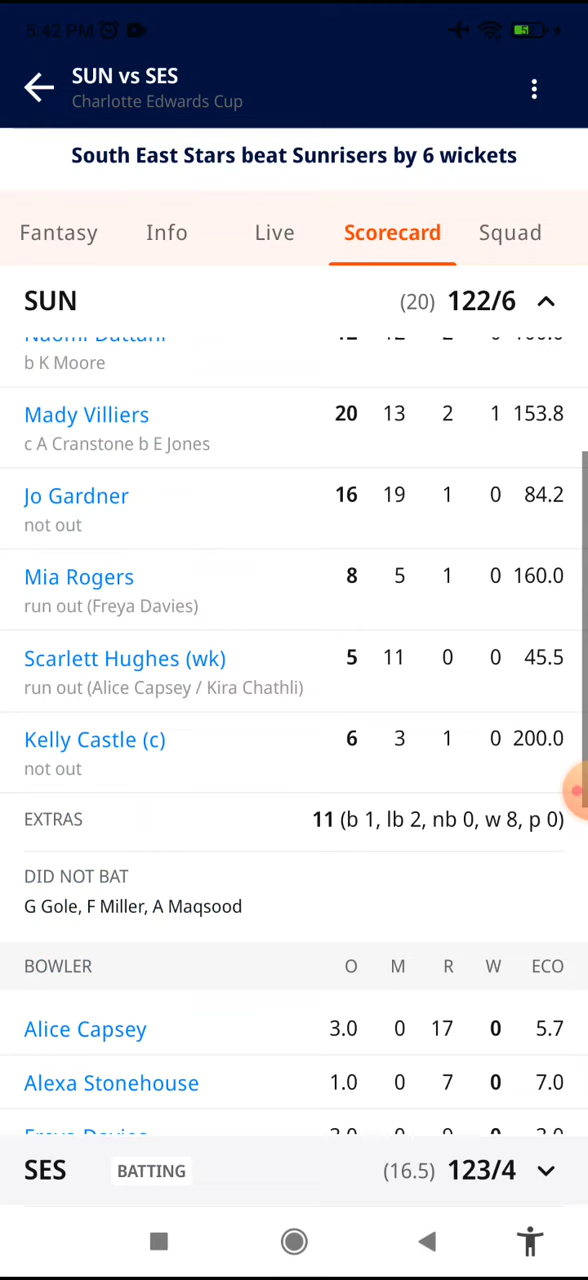 5:42 PM
SUN vs SES
Charlotte Edwards Cup
South East Stars beat Sunrisers by 6 wickets
Fantasy Info Live Scorecard Squad
SUN (20) 122/6
b K Moore
Mady Villiers 20 13 2 1 153.8
c A Cranstone b E Jones
Jo Gardner 16 19 1 0 84.2
not out
Mia Rogers 8 5 1 0 160.0
run out (Freya Davies)
Scarlett Hughes (wk) 5 11 0 0 45.5
run out (Alice Capsey / Kira Chathli)
Kelly Castle (c) 6 3 1 0 200.0
not out
EXTRAS 11 (b 1, lb 2, nb 0, w 8, p 0)
DID NOT BAT
G Gole, F Miller, A Maqsood
BOWLER O M R W ECO
Alice Capsey 3.0 0 17 0 5.7
Alexa Stonehouse 1.0 0 7 0 7.0
SES BATTING (16.5) 123/4